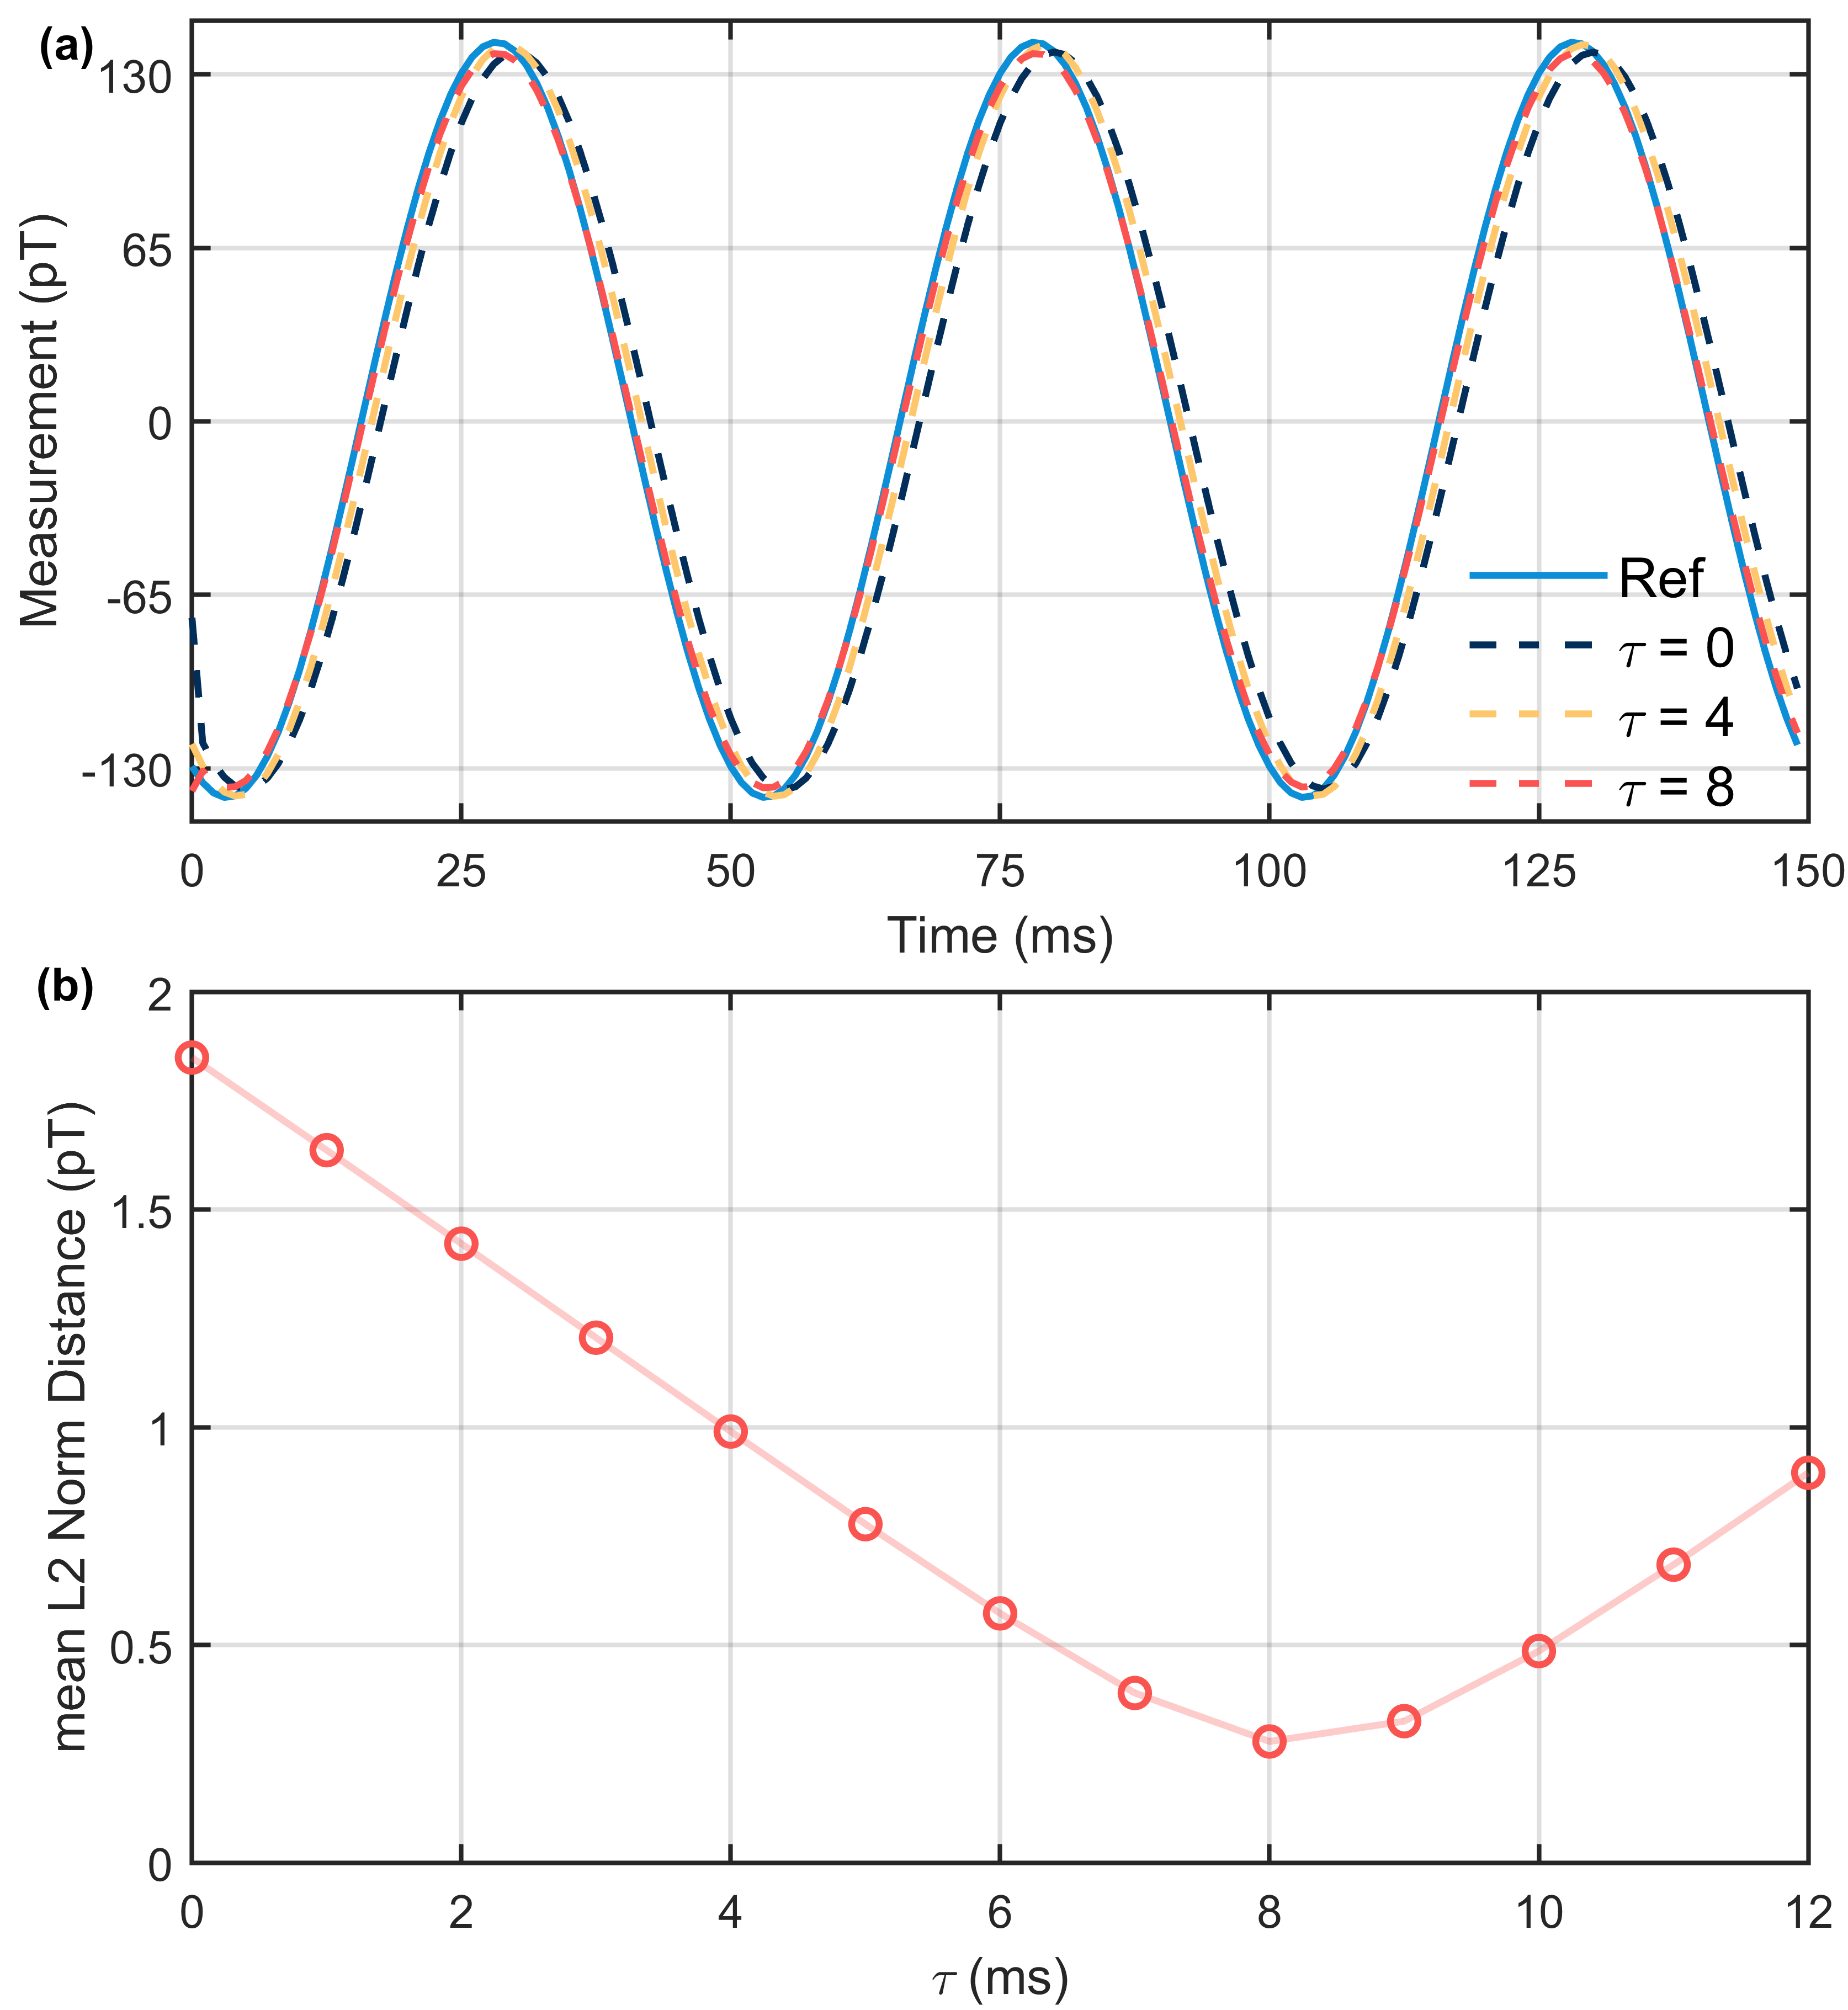 (a)
130
65
0
-65
-130
Measurement (pT)
Ref
τ = 0
τ = 4
τ = 8
0 25 50 75 100 125 150
Time (ms)
(b)
2
1.5
1
0.5
0
mean L2 Norm Distance (pT)
0 2 4 6 8 10 12
τ (ms)